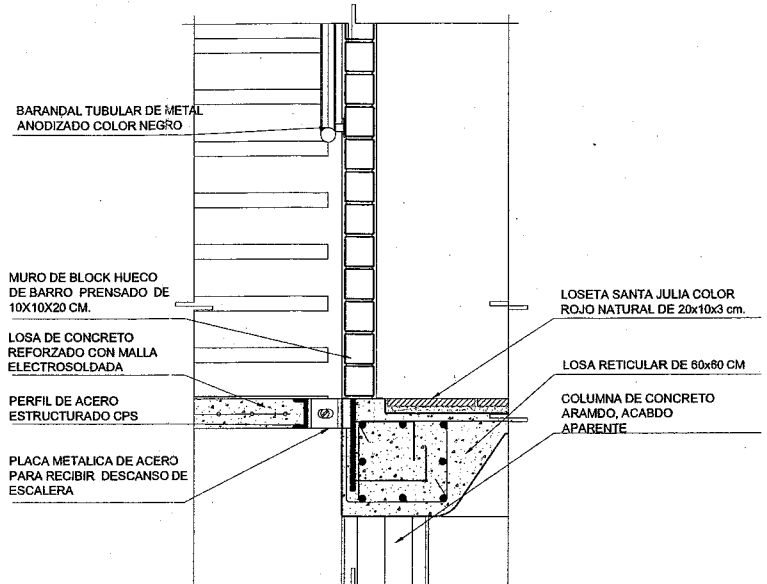 BARANDAL TUBULAR DE METAL
ANODIZADO COLOR NEGRO
MURO DE BLOCK HUECO
DE BARRO PRENSADO DE
10X10X20 CM.
LOSA DE CONCRETO
REFORZADO CON MALLA
ELECTROSOLDADA
PERFIL DE ACERO
ESTRUCTURADO CPS
PLACA METALICA DE ACERO
PARA RECIBIR DESCANSO DE
ESCALERA
LOSETA SANTA JULIA COLOR
ROJO NATURAL DE 20x10x3 cm.
LOSA RETICULAR DE 60x60 CM
COLUMNA DE CONCRETO
ARAMDO, ACABDO
APARENTE